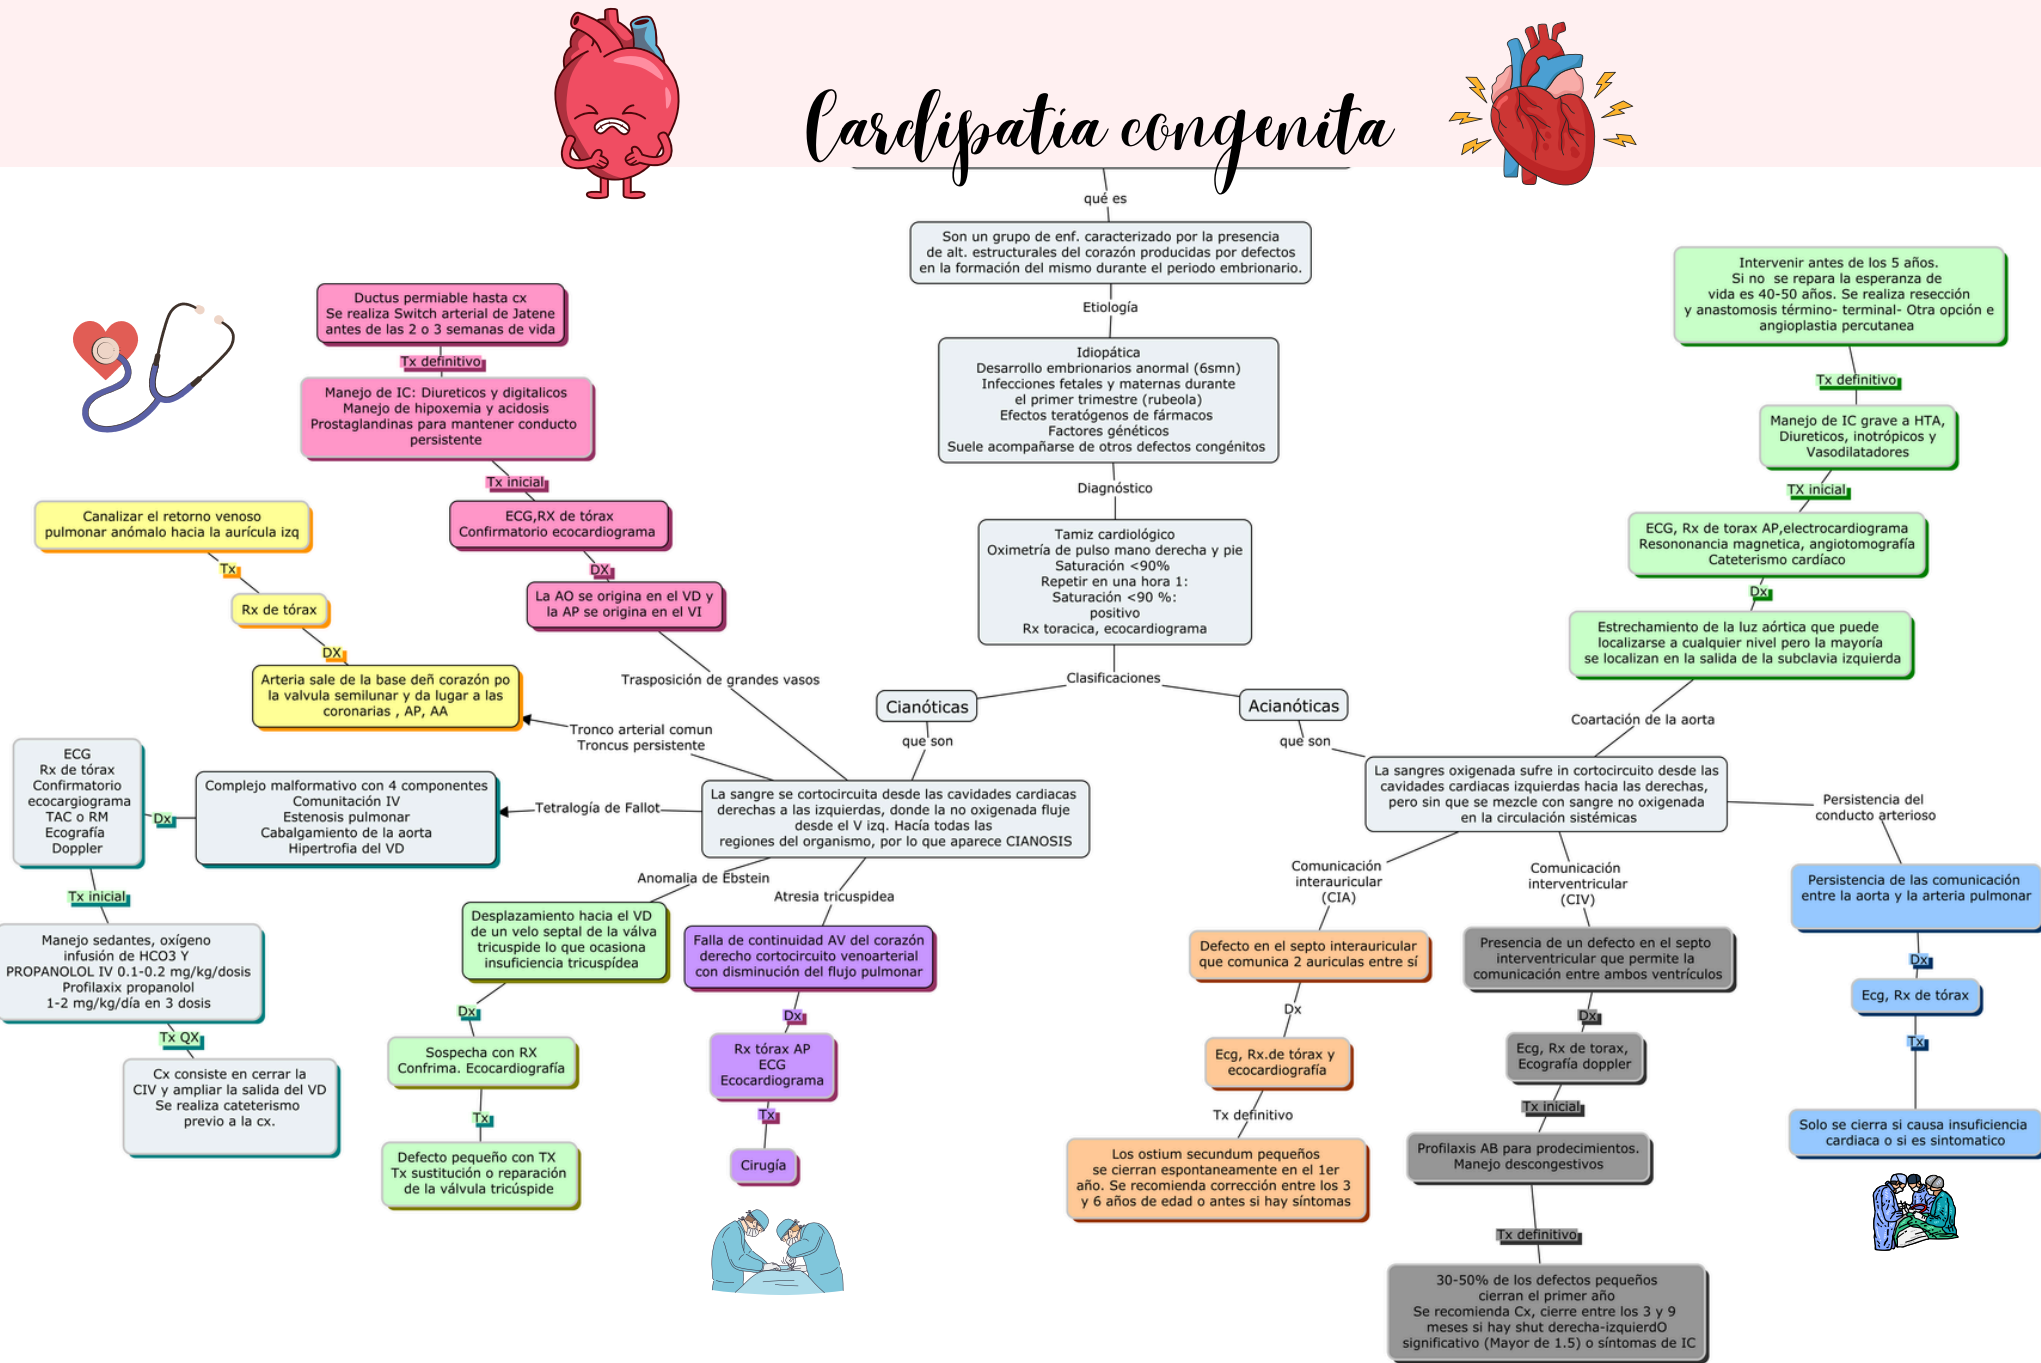 Cardipatia congenita
qué es
Son un grupo de enf. caracterizado por la presencia
de alt. estructurales del corazón producidas por defectos
en la formación del mismo durante el periodo embrionario.
Etiología
Idiopática
Desarrollo embrionarios anormal (6smn)
Infecciones fetales y maternas durante
el primer trimestre (rubeola)
Efectos teratógenos de fármacos
Factores généticos
Suele acompañarse de otros defectos congénitos
Diagnóstico
Tamiz cardiológico
Oximetría de pulso mano derecha y pie
Saturación <90%
Repetir en una hora 1:
Saturación <90 %:
positivo
Rx toracica, ecocardiograma
Clasificaciones
Cianóticas
que son
La sangre se cortocircuita desde las cavidades cardiacas
derechas a las izquierdas, donde la no oxigenada fluje
desde el V izq. Hacía todas las
regiones del organismo, por lo que aparece CIANOSIS
Trasposición de grandes vasos
La AO se origina en el VD y
la AP se origina en el VI
DX
ECG,RX de tórax
Confirmatorio ecocardiograma
Tx inicial
Manejo de IC: Diureticos y digitalicos
Manejo de hipoxemia y acidosis
Prostaglandinas para mantener conducto
persistente
Tx definitivo
Ductus permiable hasta cx
Se realiza Switch arterial de Jatene
antes de las 2 o 3 semanas de vida
Tronco arterial comun
Troncus persistente
Arteria sale de la base deñ corazón po
la valvula semilunar y da lugar a las
coronarias , AP, AA
DX
Rx de tórax
Tx
Canalizar el retorno venoso
pulmonar anómalo hacia la aurícula izq
Tetralogía de Fallot
Complejo malformativo con 4 componentes
Comunitación IV
Estenosis pulmonar
Cabalgamiento de la aorta
Hipertrofia del VD
Dx
ECG
Rx de tórax
Confirmatorio
ecocargiograma
TAC o RM
Ecografía
Doppler
Tx inicial
Manejo sedantes, oxígeno
infusión de HCO3 Y
PROPANOLOL IV 0.1-0.2 mg/kg/dosis
Profilaxix propanolol
1-2 mg/kg/día en 3 dosis
Tx QX
Cx consiste en cerrar la
CIV y ampliar la salida del VD
Se realiza cateterismo
previo a la cx.
Anomalia de Ebstein
Desplazamiento hacia el VD
de un velo septal de la válva
tricuspide lo que ocasiona
insuficiencia tricuspídea
Dx
Sospecha con RX
Confirma. Ecocardiografía
Tx
Defecto pequeño con TX
Tx sustitución o reparación
de la válvula tricúspide
Atresia tricuspidea
Falla de continuidad AV del corazón
derecho cortocircuito venoarterial
con disminución del flujo pulmonar
Dx
Rx tórax AP
ECG
Ecocardiograma
Tx
Cirugía
Acianóticas
que son
La sangres oxigenada sufre in cortocircuito desde las
cavidades cardiacas izquierdas hacia las derechas,
pero sin que se mezcle con sangre no oxigenada
en la circulación sistémicas
Coartación de la aorta
Estrechamiento de la luz aórtica que puede
localizarse a cualquier nivel pero la mayoría
se localizan en la salida de la subclavia izquierda
Dx
ECG, Rx de torax AP,electrocardiograma
Resononancia magnetica, angiotomografía
Cateterismo cardíaco
TX inicial
Manejo de IC grave a HTA,
Diureticos, inotrópicos y
Vasodilatadores
Tx definitivo
Intervenir antes de los 5 años.
Si no se repara la esperanza de
vida es 40-50 años. Se realiza resección
y anastomosis término- terminal- Otra opción e
angioplastia percutanea
Comunicación
interauricular
(CIA)
Defecto en el septo interauricular
que comunica 2 auriculas entre sí
Dx
Ecg, Rx.de tórax y
ecocardiografía
Tx definitivo
Los ostium secundum pequeños
se cierran espontaneamente en el 1er
año. Se recomienda corrección entre los 3
y 6 años de edad o antes si hay síntomas
Comunicación
interventricular
(CIV)
Presencia de un defecto en el septo
interventricular que permite la
comunicación entre ambos ventrículos
Dx
Ecg, Rx de torax,
Ecografía doppler
Tx inicial
Profilaxis AB para prodecimientos.
Manejo descongestivos
Tx definitivo
30-50% de los defectos pequeños
cierran el primer año
Se recomienda Cx, cierre entre los 3 y 9
meses si hay shut derecha-izquierdO
significativo (Mayor de 1.5) o síntomas de IC
Persistencia del
conducto arterioso
Persistencia de las comunicación
entre la aorta y la arteria pulmonar
Dx
Ecg, Rx de tórax
Tx
Solo se cierra si causa insuficiencia
cardiaca o si es sintomatico